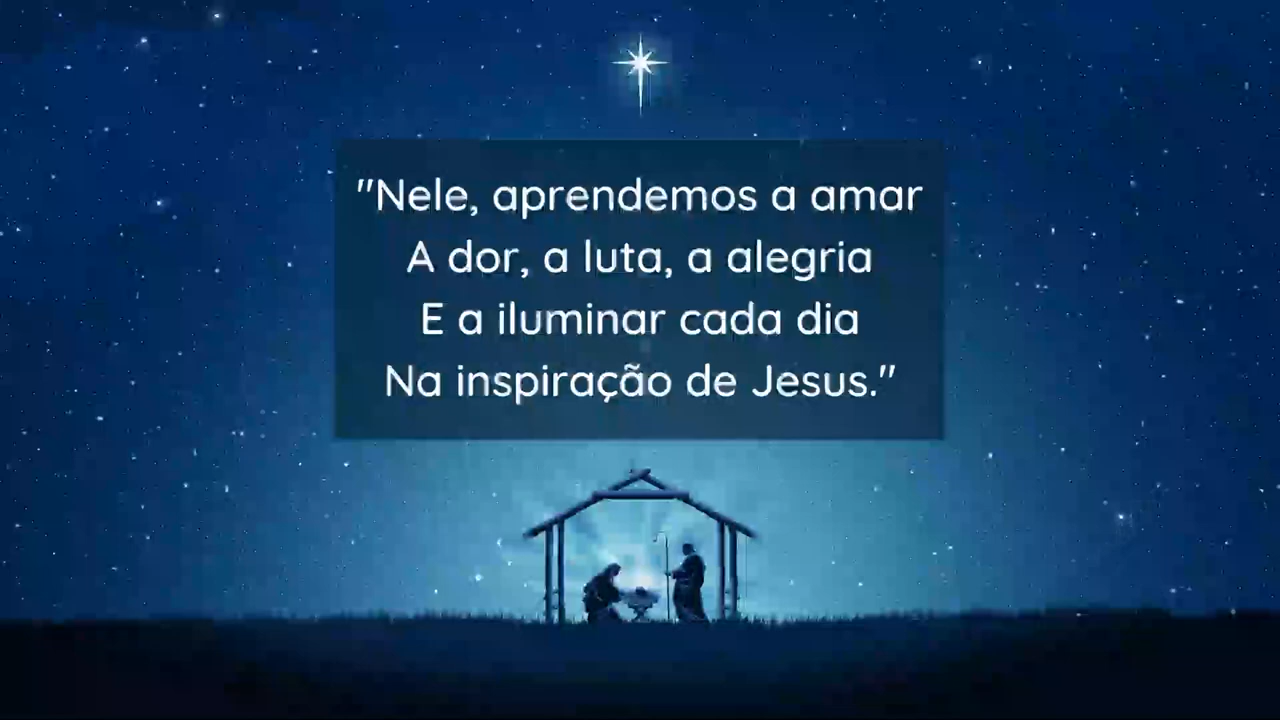 "Nele, aprendemos a amar
A dor, a luta, a alegria
E a iluminar cada dia
Na inspiração de Jesus."